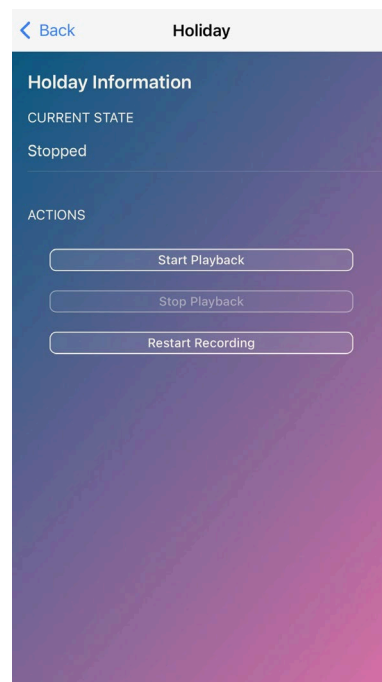 Back
Holiday
Holday Information
CURRENT STATE
Stopped
ACTIONS
Start Playback
Stop Playback
Restart Recording